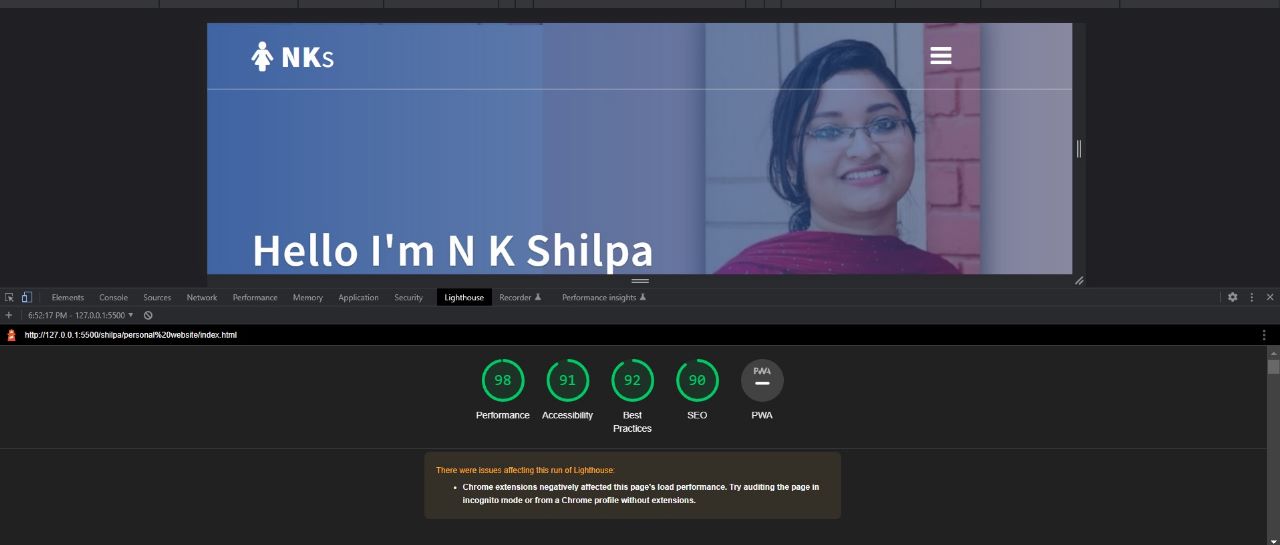 NKs
Hello I'm N K Shilpa
Elements Console Sources Network Performance Memory Application Security Lighthouse Recorder Performance insights
6:52:17 PM - 127.0.0.1:5500
http://127.0.0.1:5500/shilpa/personal%20website/index.html
98 91 92 90 PWA
Performance Accessibility Best SEO PWA
Practices
There were issues affecting this run of Lighthouse:
• Chrome extensions negatively affected this page's load performance. Try auditing the page in
incognito mode or from a Chrome profile without extensions.